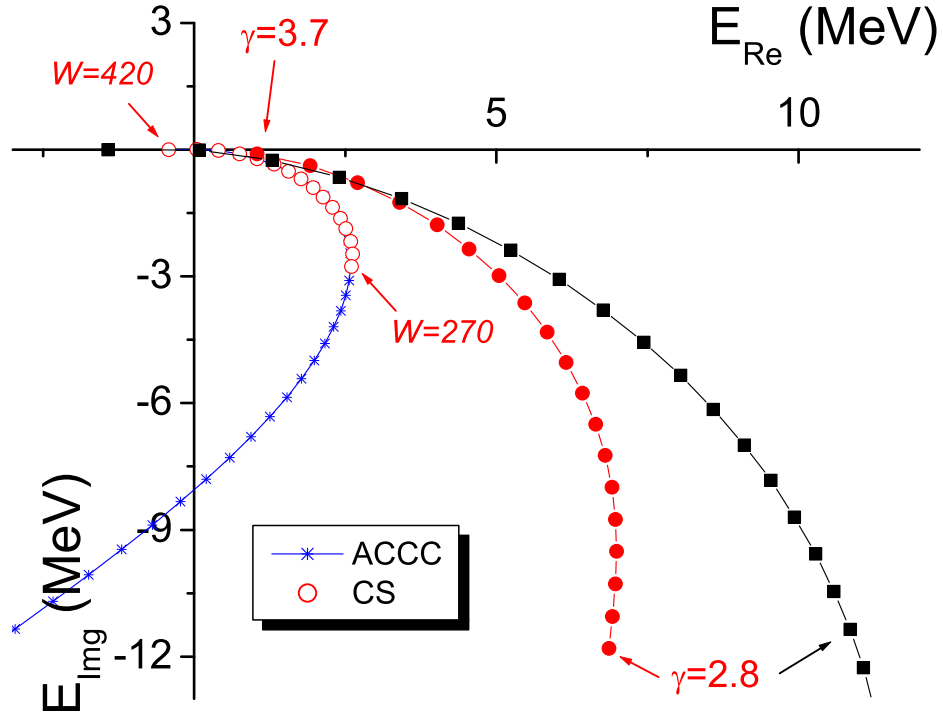 3
γ=3.7
E_Re (MeV)
W=420
5
10
-3
W=270
-6
-9
ACCC
CS
-12
γ=2.8
E_Img (MeV)